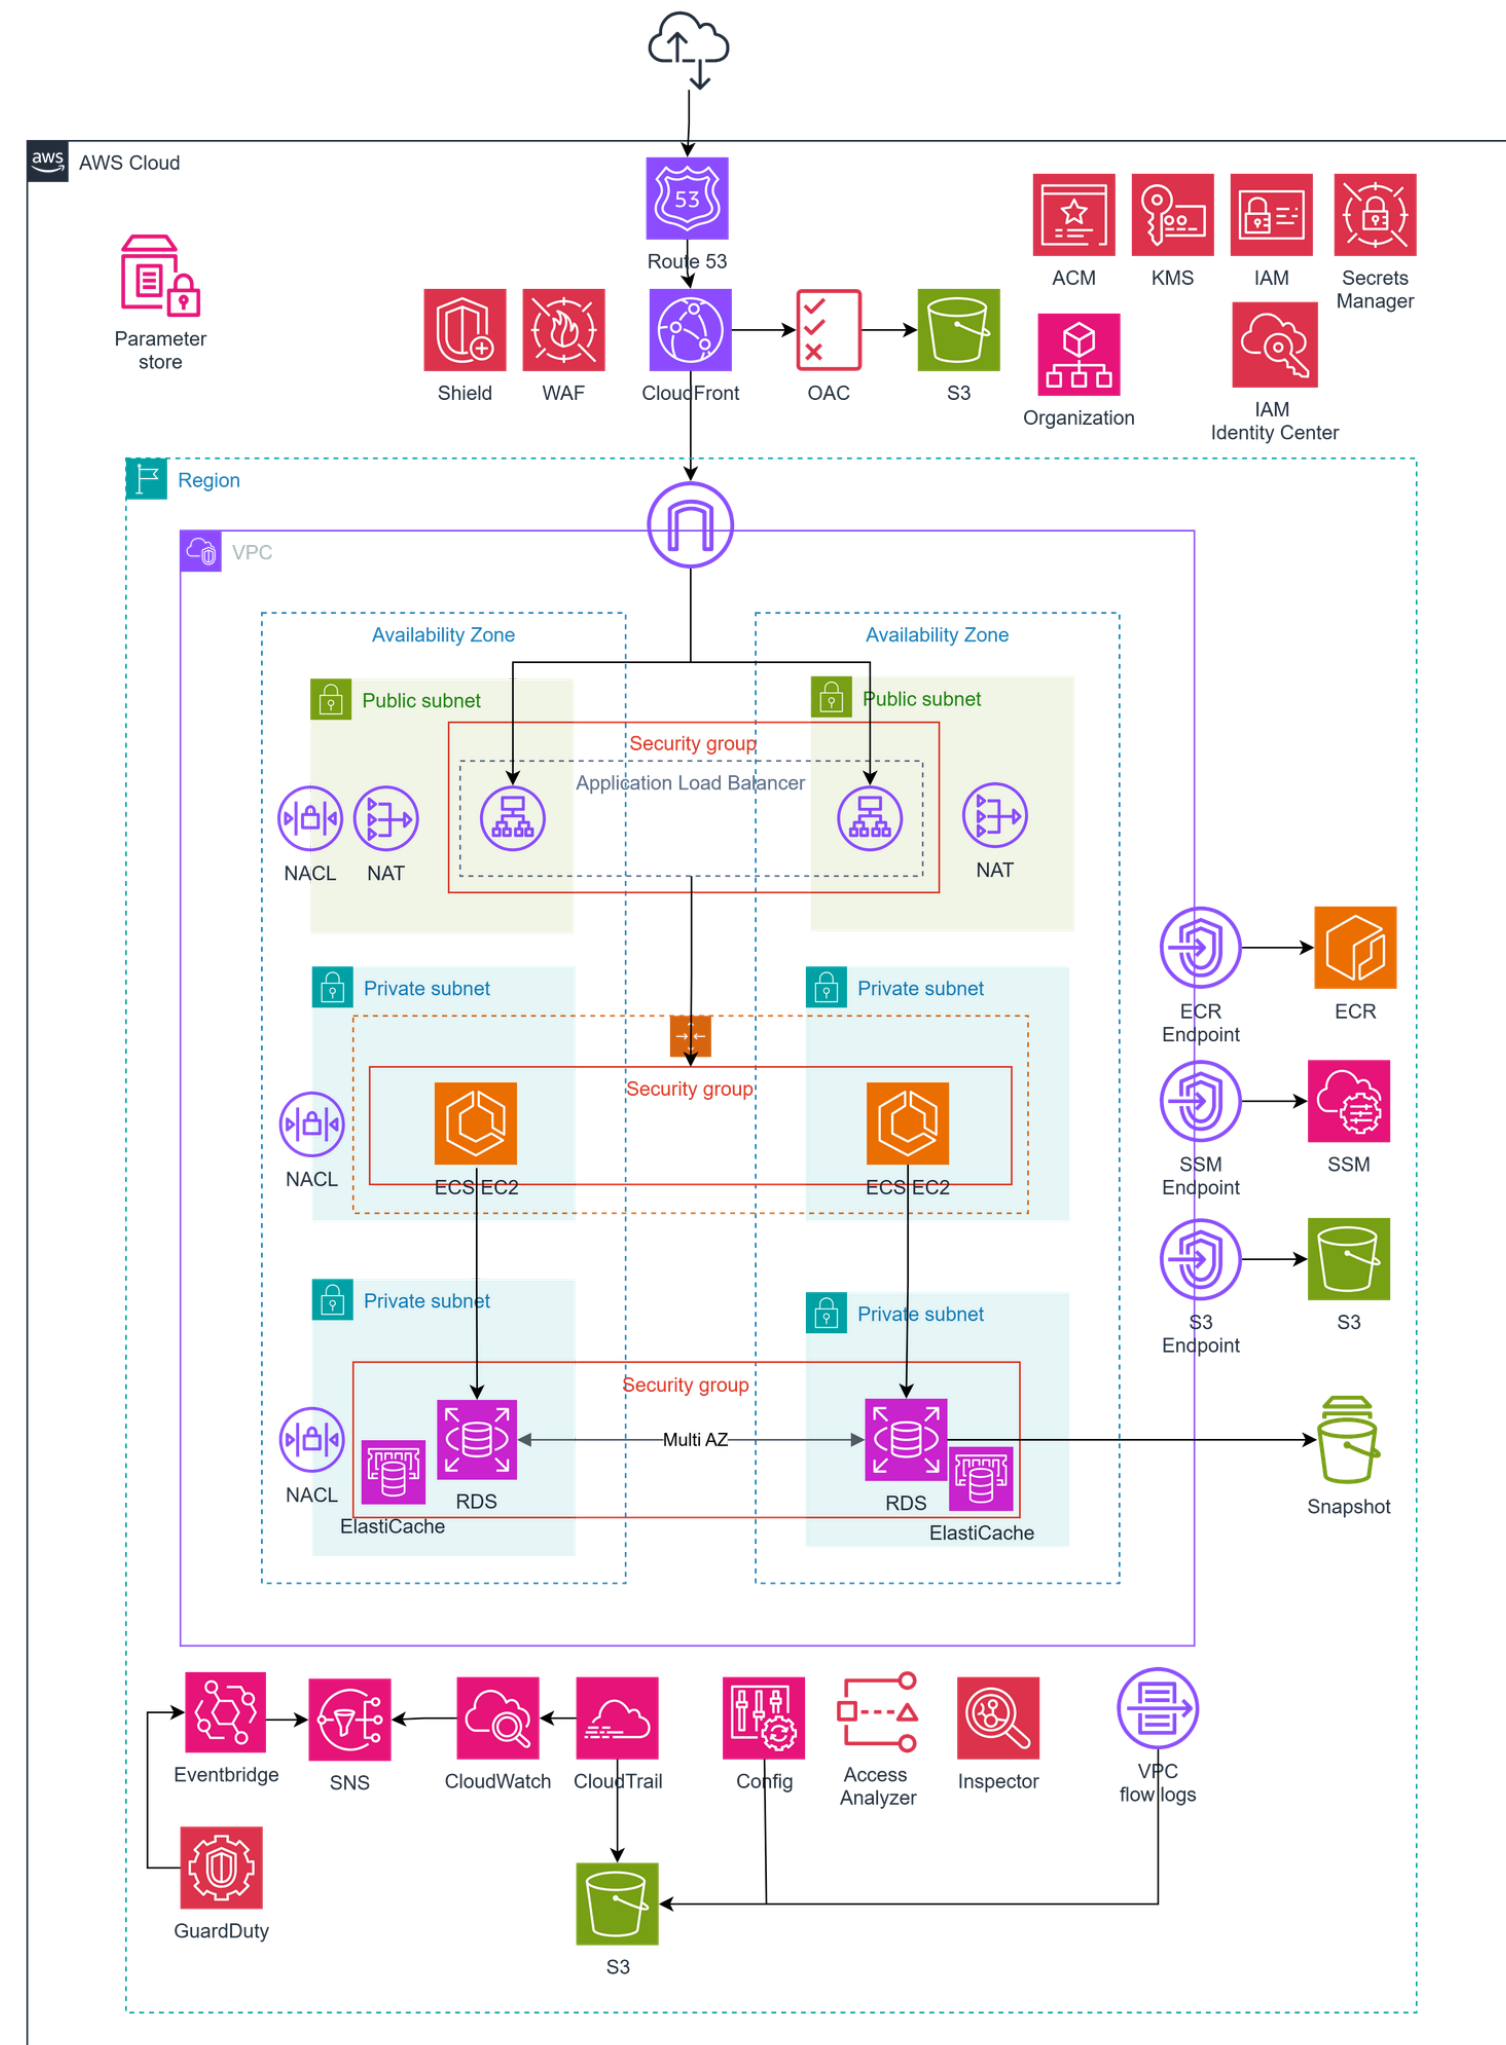 aws
AWS Cloud
53
Route 53
Parameter
store
ACM
KMS
IAM
Secrets
Manager
Shield
WAF
CloudFront
OAC
S3
Organization
IAM
Identity Center
Region
VPC
Availability Zone
Availability Zone
Public subnet
Public subnet
Security group
Application Load Balancer
NACL
NAT
NAT
Private subnet
Private subnet
ECR
Endpoint
ECR
Security group
NACL
ECS EC2
ECS EC2
SSM
Endpoint
SSM
Private subnet
Private subnet
S3
Endpoint
S3
Security group
Multi AZ
NACL
RDS
RDS
ElastiCache
ElastiCache
Snapshot
Eventbridge
SNS
CloudWatch
CloudTrail
Config
Access
Analyzer
Inspector
VPC
flow logs
GuardDuty
S3